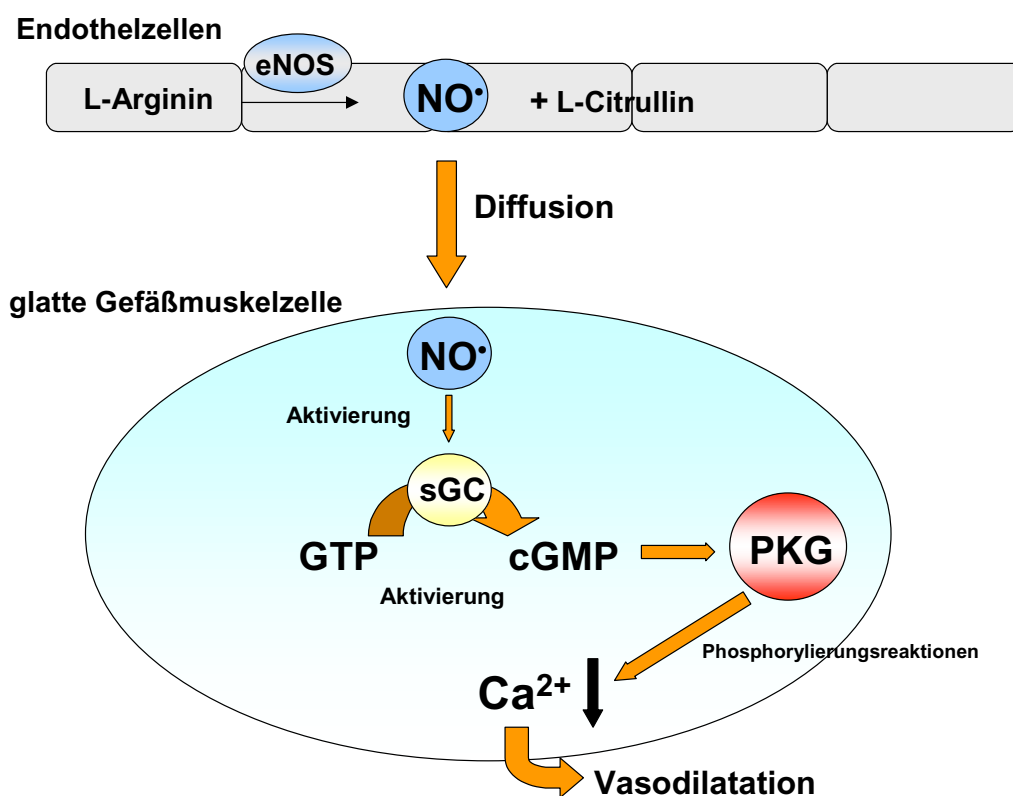 Endothelzellen
eNOS
L-Arginin
NO•
+ L-Citrullin
Diffusion
glatte Gefäßmuskelzelle
NO•
Aktivierung
sGC
GTP
cGMP
PKG
Aktivierung
Phosphorylierungsreaktionen
Ca²⁺
Vasodilatation